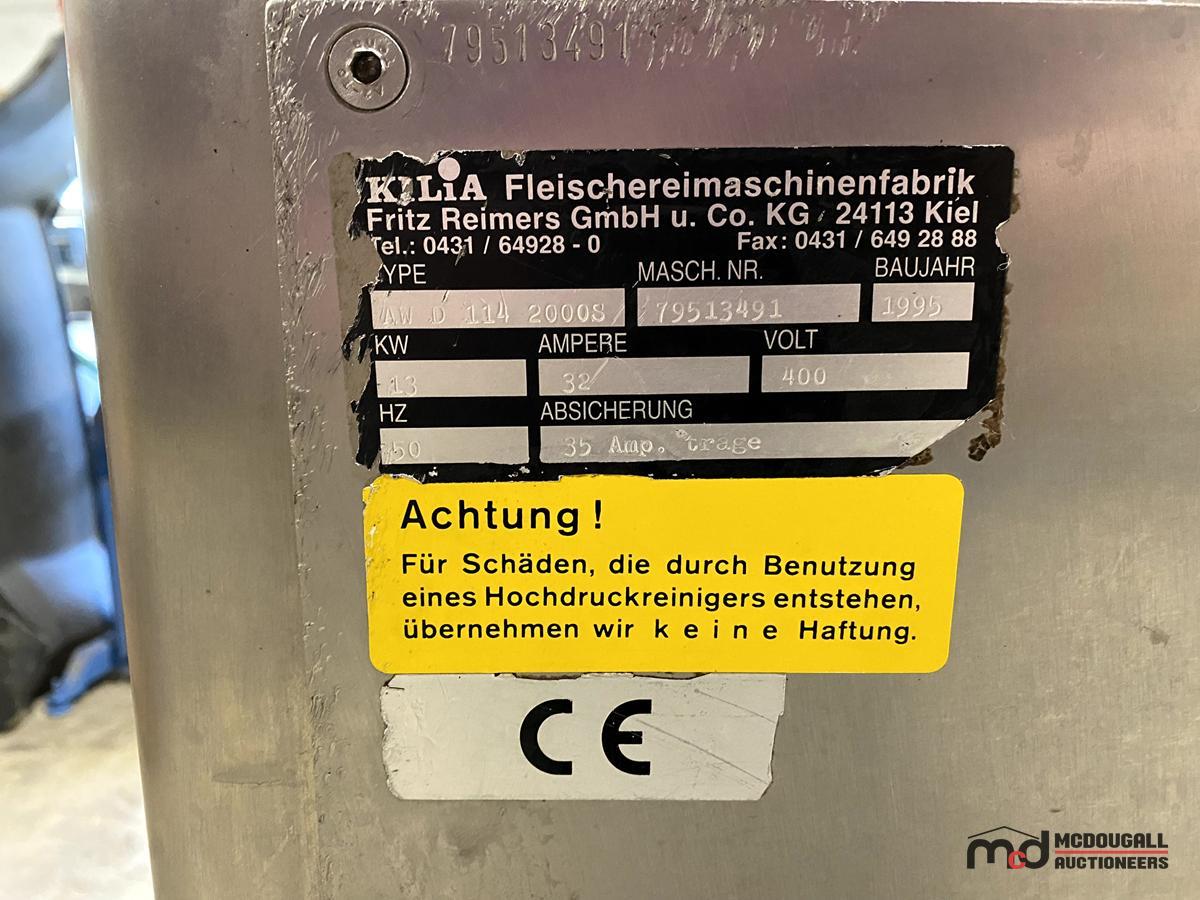 79513491
KILiA Fleischereimaschinenfabrik
Fritz Reimers GmbH u. Co. KG 24113 Kiel
Tel.: 0431 / 64928 - 0 Fax: 0431 / 649 28 88
TYPE MASCH. NR. BAUJAHR
AW D 114 2000S 79513491 1995
KW AMPERE VOLT
13 32 400
HZ ABSICHERUNG
50 35 Amp. träge
Achtung !
Für Schäden, die durch Benutzung
eines Hochdruckreinigers entstehen,
übernehmen wir k e i n e Haftung.
CE
mcd MCDOUGALL
AUCTIONEERS